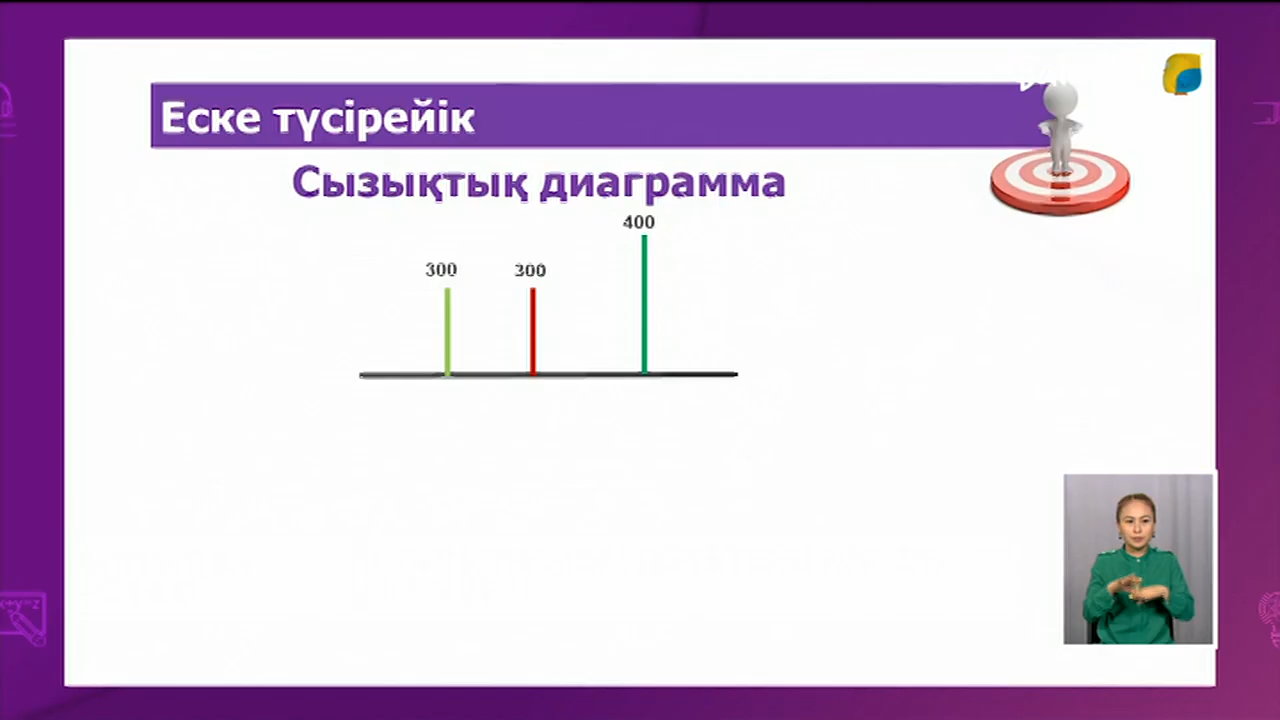 Еске түсірейік
Сызықтық диаграмма
400
300 300
x+y=z